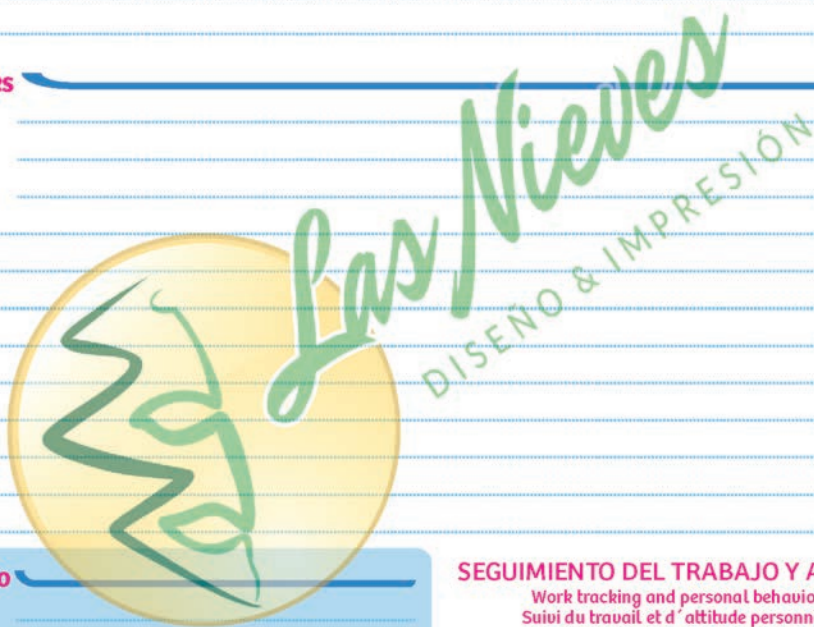 Las Nieves
DISEÑO & IMPRESIÓN
SEGUIMIENTO DEL TRABAJO Y A
Work tracking and personal behavio
Suivi du travail et d´attitude personn